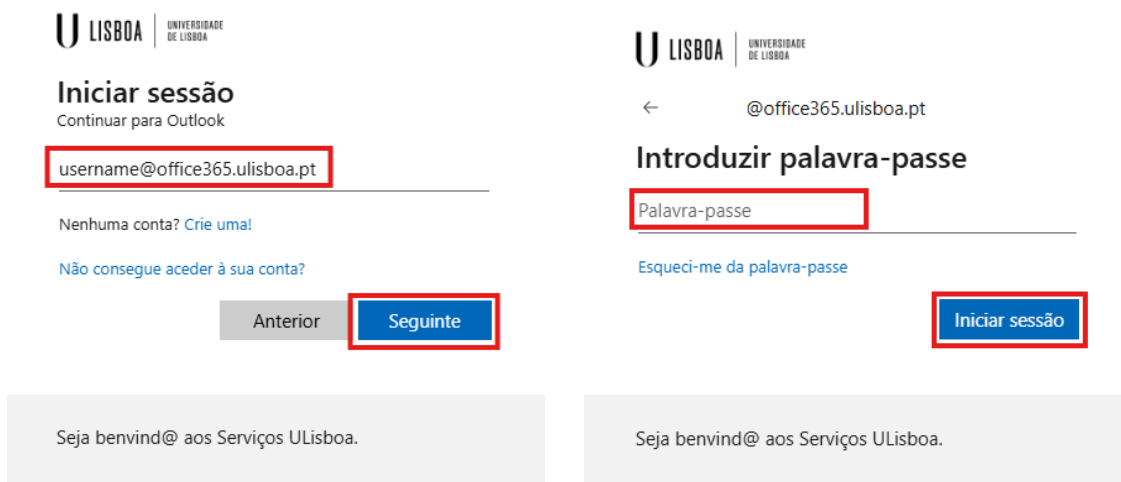 U LISBOA UNIVERSIDADE
DE LISBOA
Iniciar sessão
Continuar para Outlook
username@office365.ulisboa.pt
Nenhuma conta? Crie uma!
Não consegue aceder à sua conta?
Anterior Seguinte
Seja benvind@ aos Serviços ULisboa.
U LISBOA UNIVERSIDADE
DE LISBOA
← @office365.ulisboa.pt
Introduzir palavra-passe
Palavra-passe
Esqueci-me da palavra-passe
Iniciar sessão
Seja benvind@ aos Serviços ULisboa.